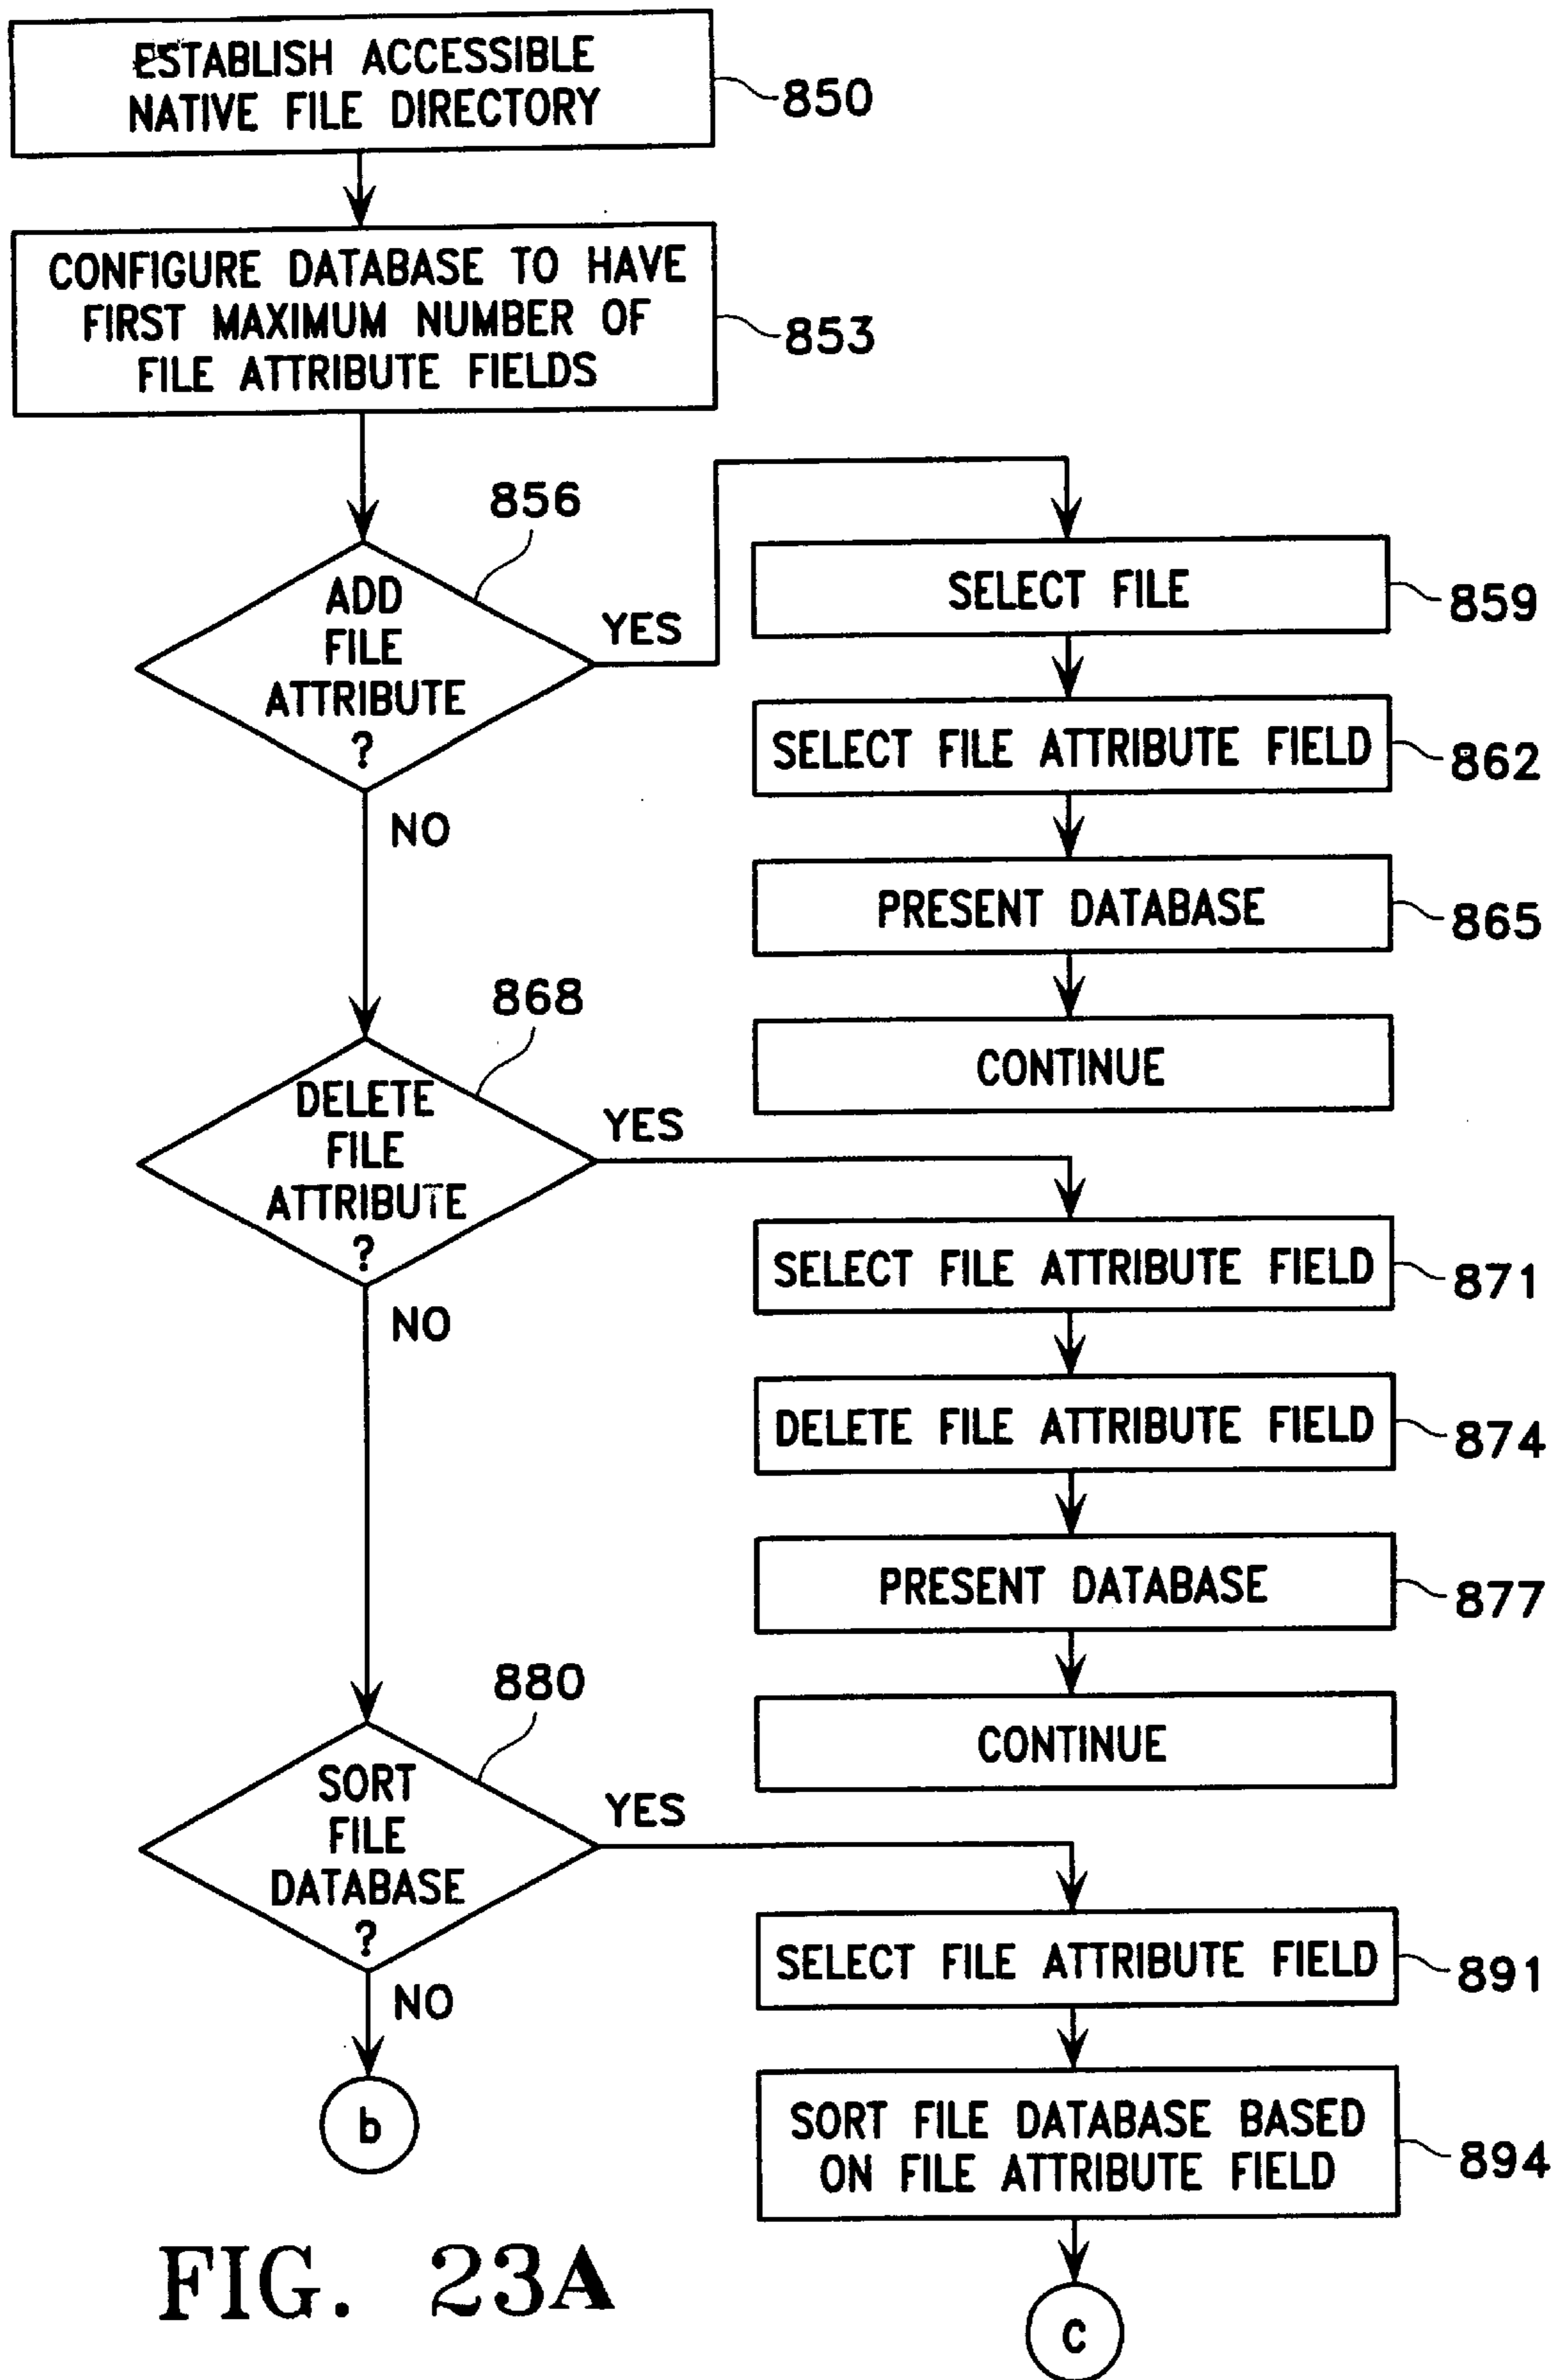 ESTABLISH ACCESSIBLE
NATIVE FILE DIRECTORY
850
CONFIGURE DATABASE TO HAVE
FIRST MAXIMUM NUMBER OF
FILE ATTRIBUTE FIELDS
853
856
ADD
FILE
ATTRIBUTE
?
YES
NO
SELECT FILE
859
SELECT FILE ATTRIBUTE FIELD
862
PRESENT DATABASE
865
CONTINUE
868
DELETE
FILE
ATTRIBUTE
?
YES
NO
SELECT FILE ATTRIBUTE FIELD
871
DELETE FILE ATTRIBUTE FIELD
874
PRESENT DATABASE
877
CONTINUE
880
SORT
FILE
DATABASE
?
YES
NO
b
SELECT FILE ATTRIBUTE FIELD
891
SORT FILE DATABASE BASED
ON FILE ATTRIBUTE FIELD
894
c
FIG. 23A